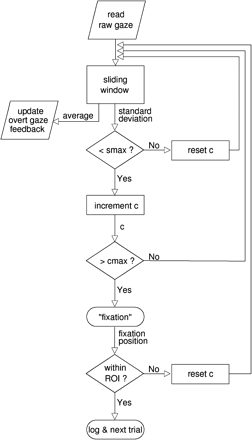 read
raw gaze
sliding
window
update
overt gaze
feedback
average
standard
deviation
< smax ?
No
reset c
Yes
increment c
c
> cmax ?
No
Yes
"fixation"
fixation
position
within
ROI ?
No
reset c
Yes
log & next trial